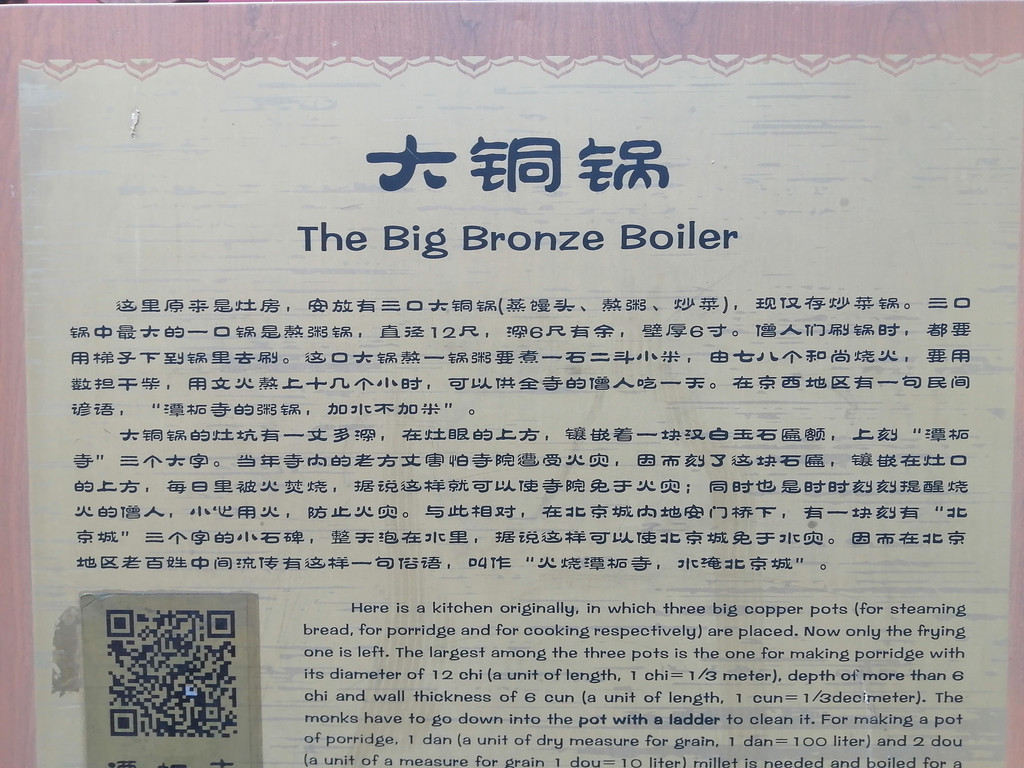 大铜锅
The Big Bronze Boiler
这里原来是灶房，安放有三口大铜锅(蒸馒头、熬粥、炒菜)，现仅存炒菜锅。三口
锅中最大的一口锅是熬粥锅，直径12尺，深6尺有余，壁厚6寸。僧人们刷锅时，都要
用梯子下到锅里去刷。这口大锅熬一锅粥要煮一石二斗小米，由七八个和尚烧火，要用
数担干柴，用文火熬上十几个小时，可以供全寺的僧人吃一天。在京西地区有一句民间
谚语，“潭柘寺的粥锅，加水不加米”。
大铜锅的灶坑有一丈多深，在灶眼的上方，镶嵌着一块汉白玉石匾额，上刻“潭柘
寺”三个大字。当年寺内的老方丈害怕寺院遭受火灾，因而刻了这块石匾，镶嵌在灶口
的上方，每日里被火焚烧，据说这样就可以使寺院免于火灾；同时也是时时刻刻提醒烧
火的僧人，小心用火，防止火灾。与此相对，在北京城内地安门桥下，有一块刻有“北
京城”三个字的小石碑，整天泡在水里，据说这样可以使北京城免于水灾。因而在北京
地区老百姓中间流传有这样一句俗语，叫作“火烧潭柘寺，水淹北京城”。
Here is a kitchen originally, in which three big copper pots (for steaming
bread, for porridge and for cooking respectively) are placed. Now only the frying
one is left. The largest among the three pots is the one for making porridge with
its diameter of 12 chi (a unit of length, 1 chi=1/3 meter), depth of more than 6
chi and wall thickness of 6 cun (a unit of length, 1 cun=1/3decimeter). The
monks have to go down into the pot with a ladder to clean it. For making a pot
of porridge, 1 dan (a unit of dry measure for grain, 1 dan=100 liter) and 2 dou
(a unit of a measure for grain 1 dou=10 liter) millet is needed and boiled for a